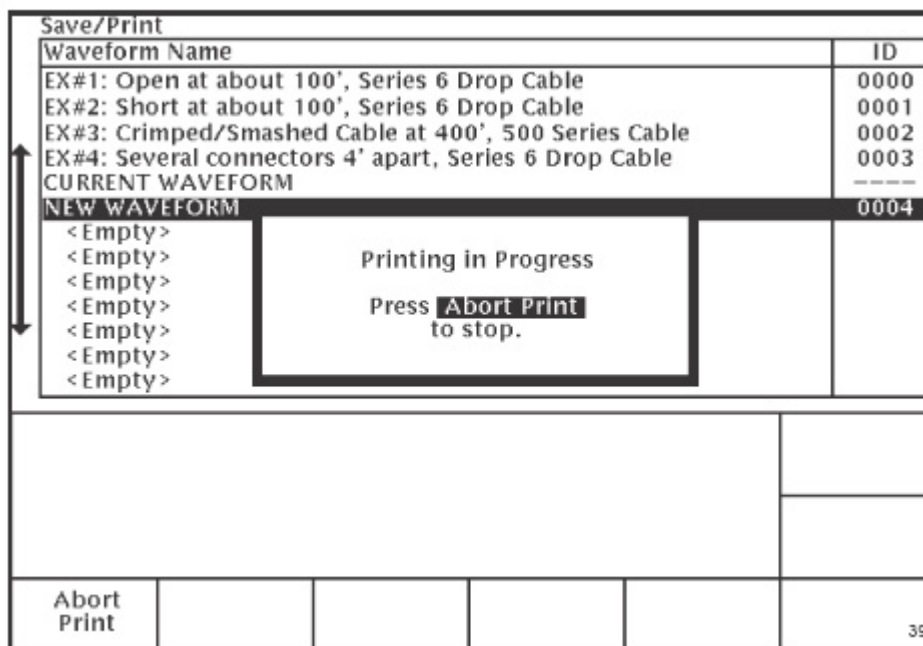 Save/Print
Waveform Name ID
EX#1: Open at about 100', Series 6 Drop Cable 0000
EX#2: Short at about 100', Series 6 Drop Cable 0001
EX#3: Crimped/Smashed Cable at 400', 500 Series Cable 0002
EX#4: Several connectors 4' apart, Series 6 Drop Cable 0003
CURRENT WAVEFORM ----
NEW WAVEFORM 0004
<Empty>
<Empty>
<Empty>
<Empty>
<Empty>
<Empty>
<Empty>
Printing in Progress
Press Abort Print
to stop.
Abort
Print
39